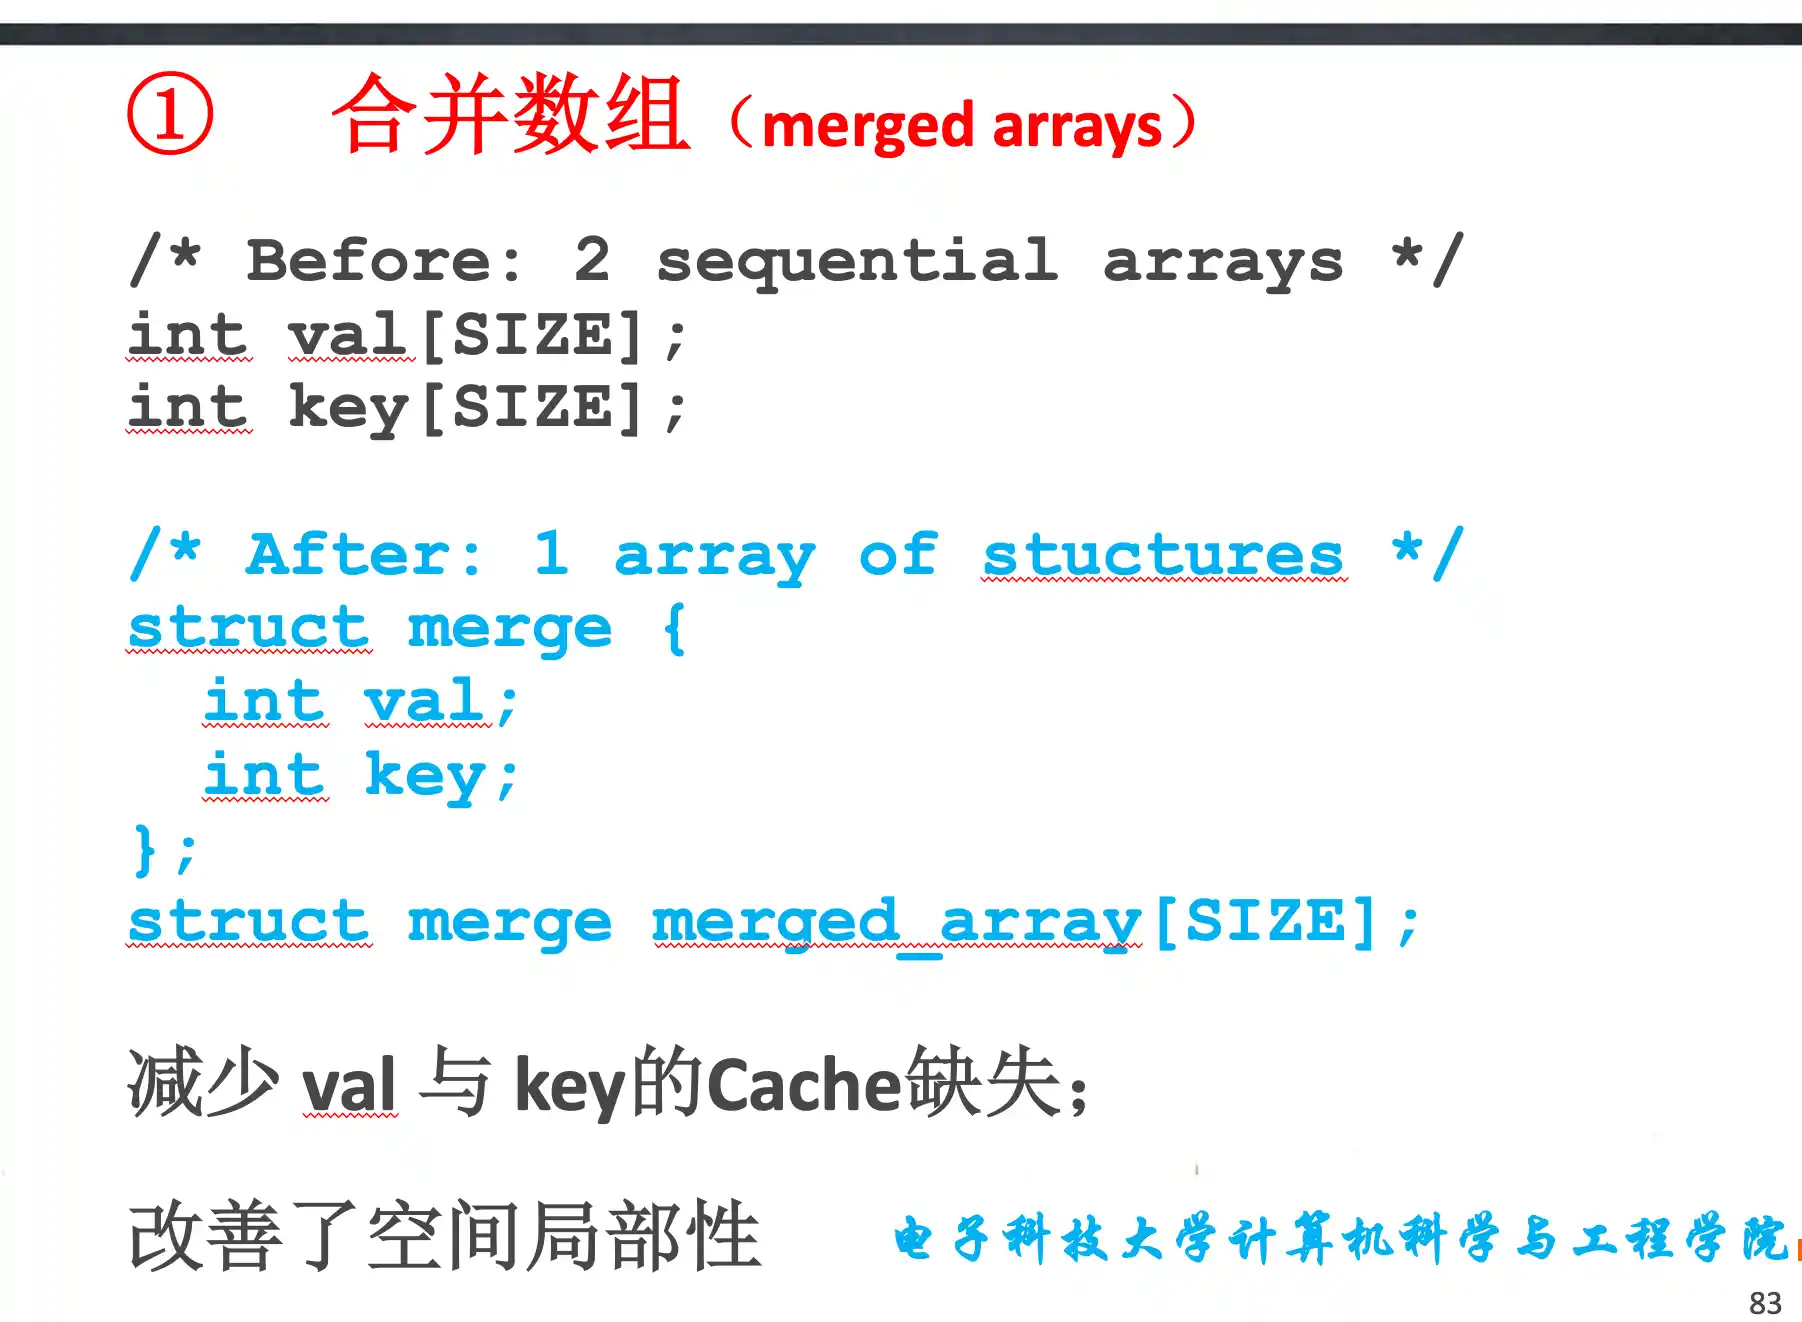 ① 合并数组（merged arrays）
/* Before: 2 sequential arrays */
int val[SIZE];
int key[SIZE];
/* After: 1 array of stuctures */
struct merge {
int val;
int key;
};
struct merge merged_array[SIZE];
减少 val 与 key的Cache缺失；
改善了空间局部性
电子科技大学计算机科学与工程学院
83